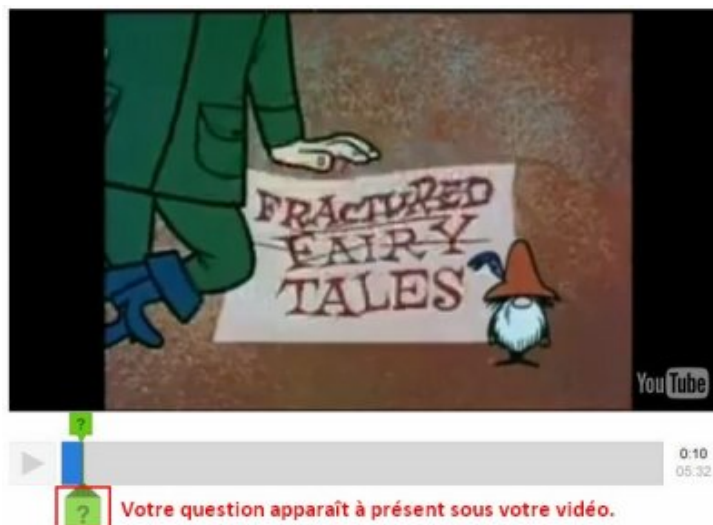 FRACTURED
FAIRY
TALES
YouTube
?
0:10
05:32
?
Votre question apparaît à présent sous votre vidéo.